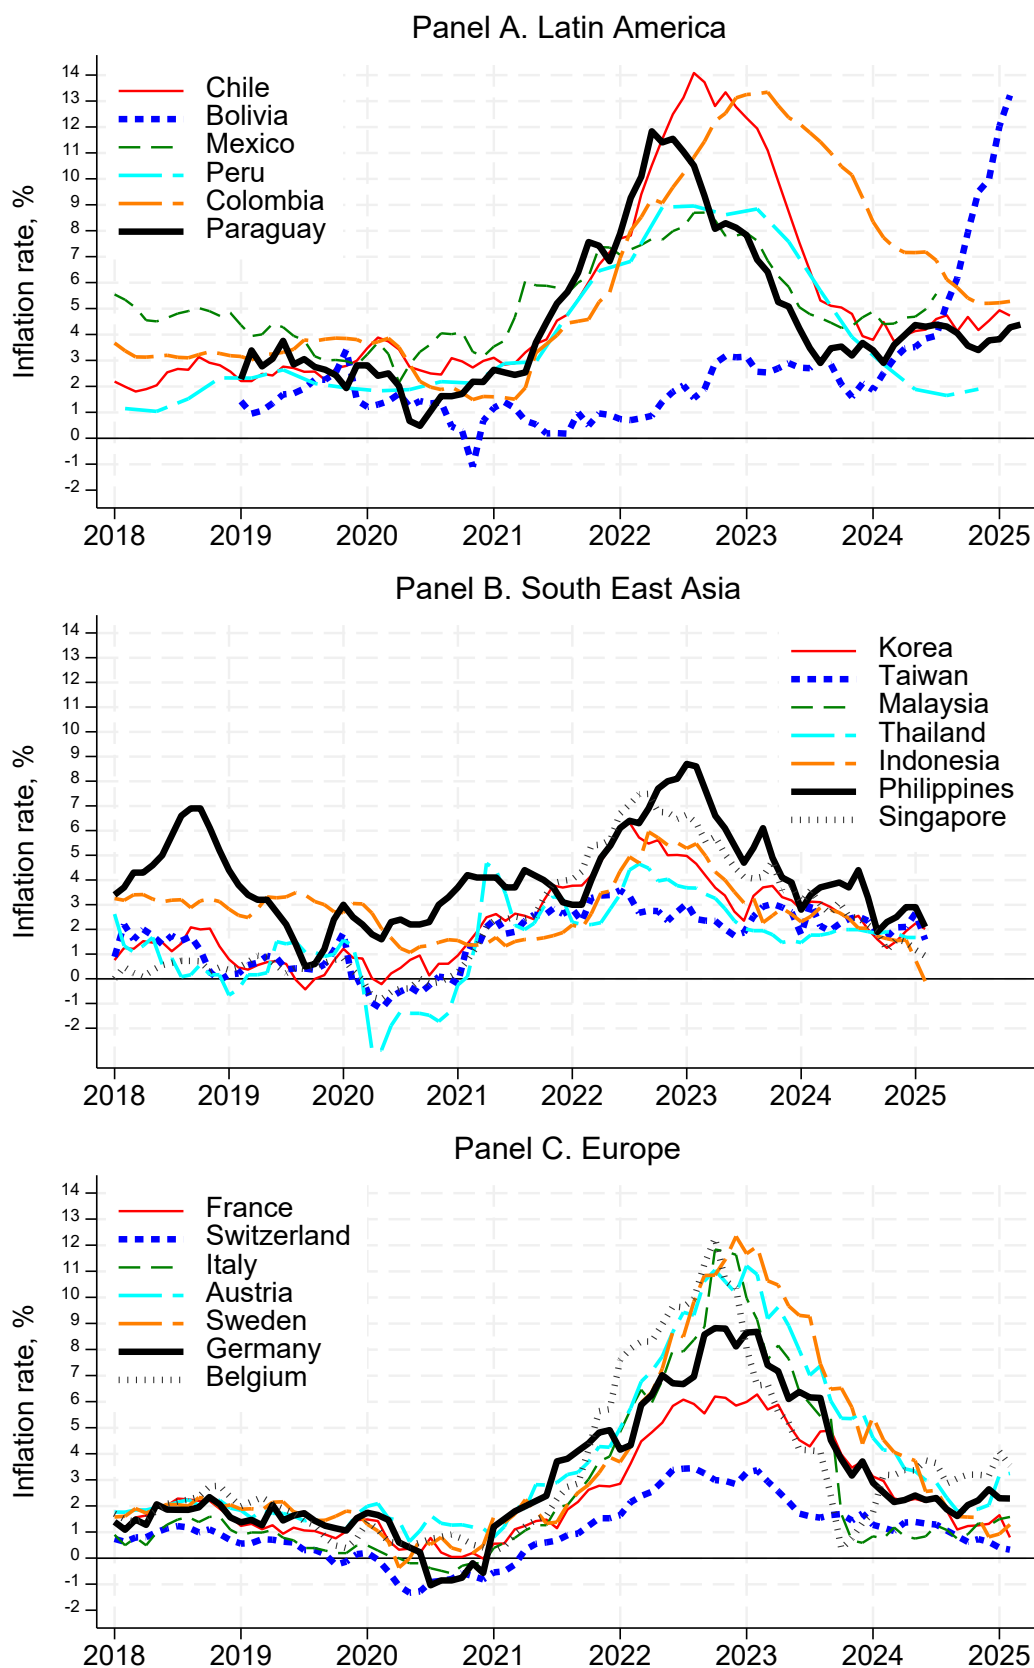 Panel A. Latin America
Inflation rate, %
14
13
12
11
10
9
8
7
6
5
4
3
2
1
0
-1
-2
Chile
Bolivia
Mexico
Peru
Colombia
Paraguay
2018 2019 2020 2021 2022 2023 2024 2025
Panel B. South East Asia
Inflation rate, %
14
13
12
11
10
9
8
7
6
5
4
3
2
1
0
-1
-2
Korea
Taiwan
Malaysia
Thailand
Indonesia
Philippines
Singapore
2018 2019 2020 2021 2022 2023 2024 2025
Panel C. Europe
Inflation rate, %
14
13
12
11
10
9
8
7
6
5
4
3
2
1
0
-1
-2
France
Switzerland
Italy
Austria
Sweden
Germany
Belgium
2018 2019 2020 2021 2022 2023 2024 2025